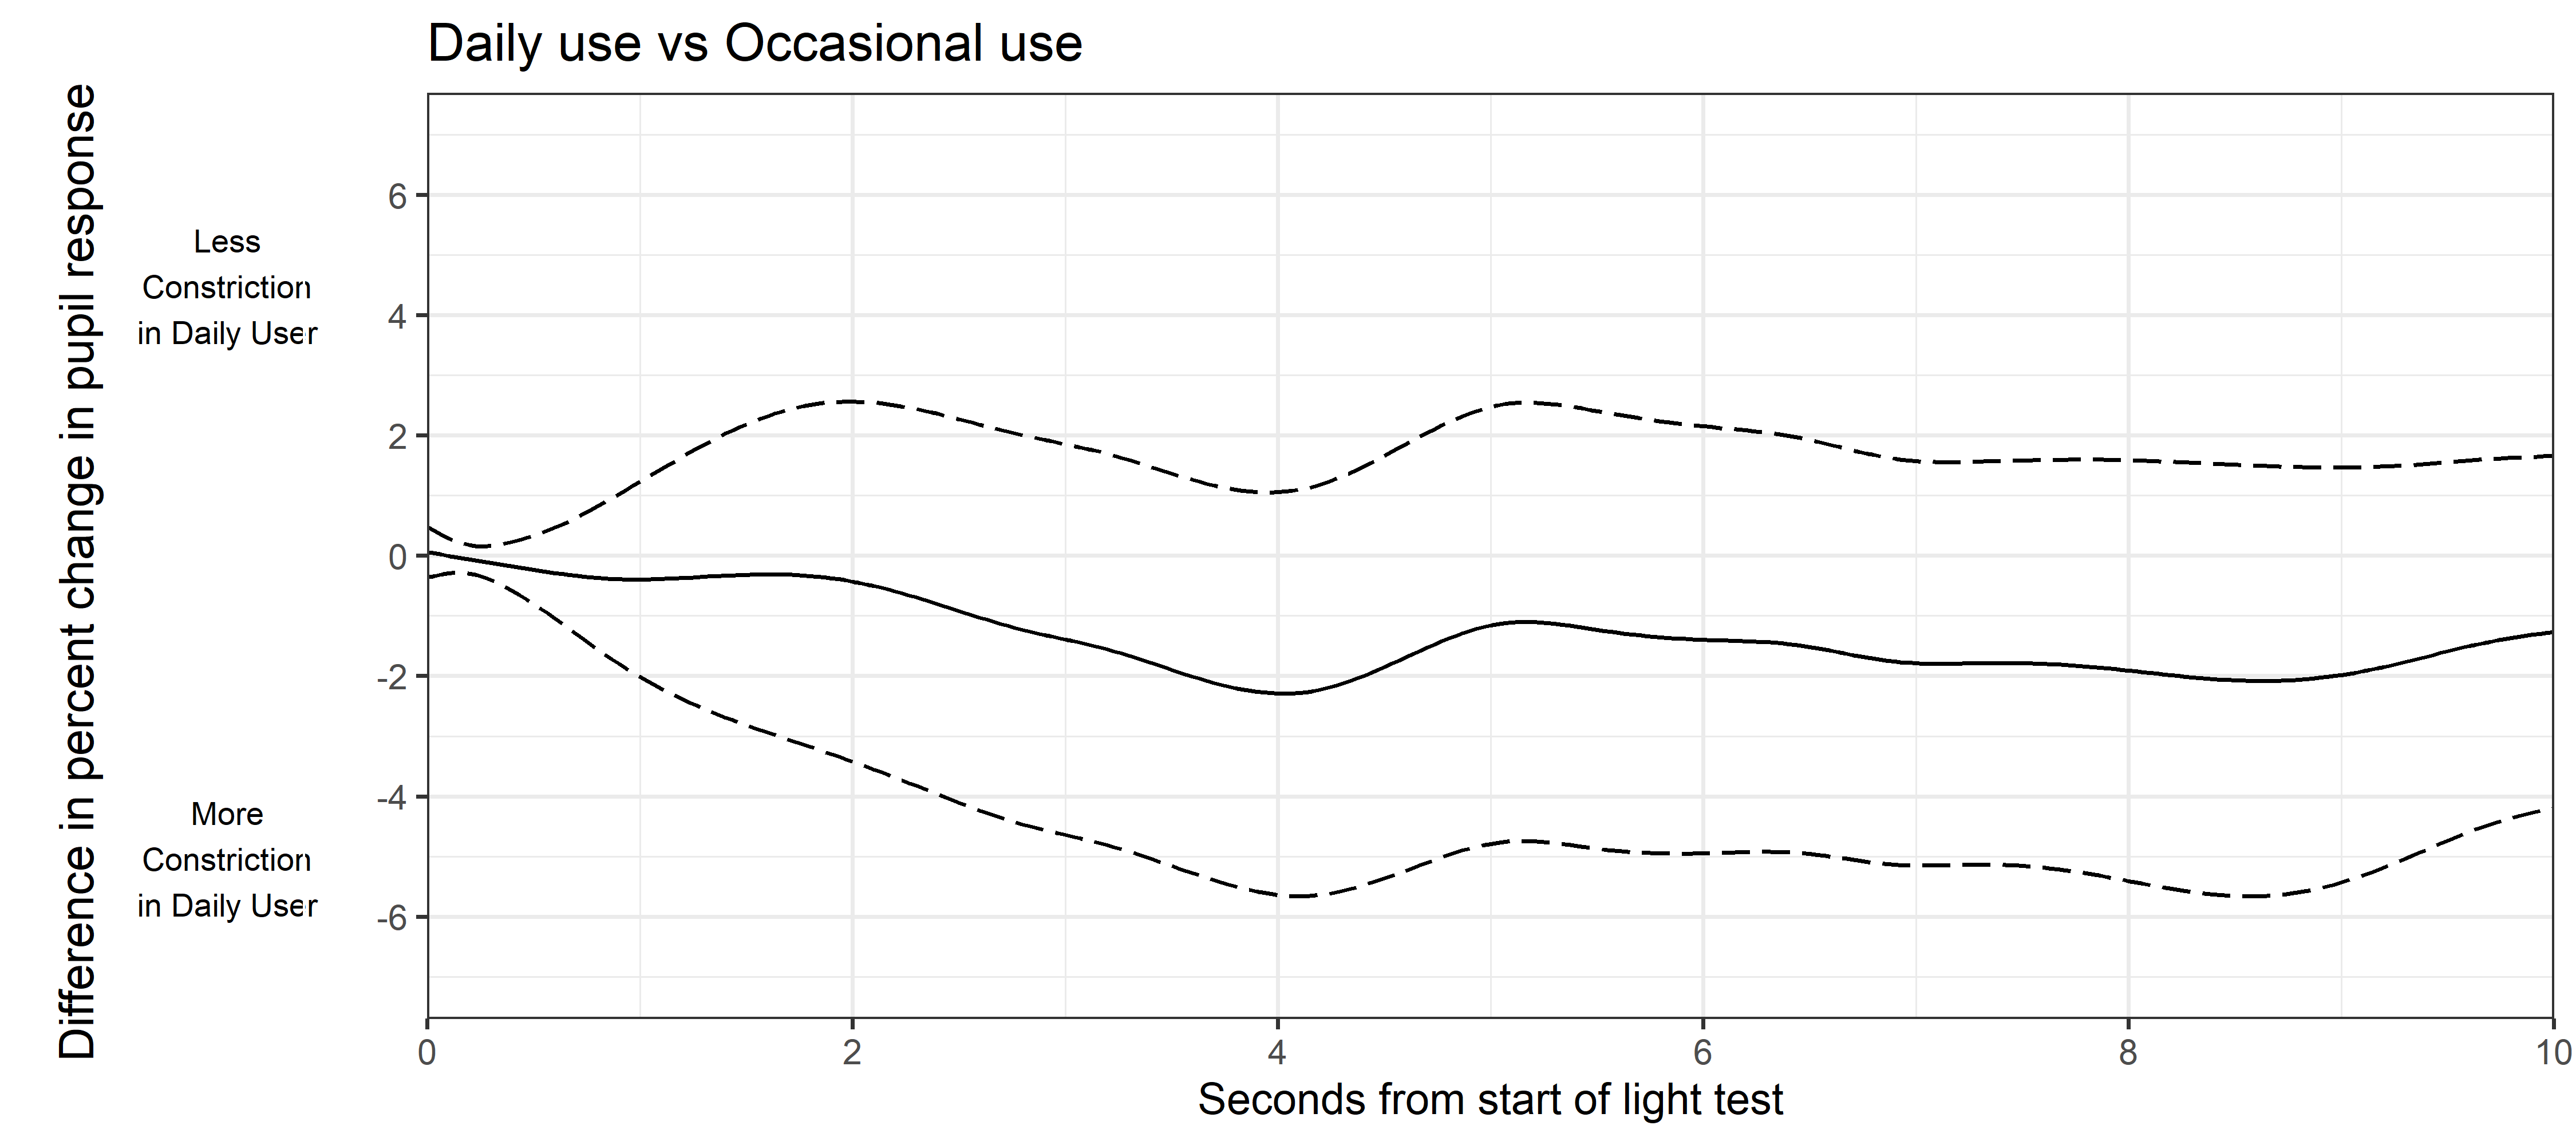 Daily use vs Occasional use
Difference in percent change in pupil response
Less
Constriction
in Daily User
More
Constriction
in Daily User
6
4
2
0
-2
-4
-6
0
2
4
6
8
10
Seconds from start of light test